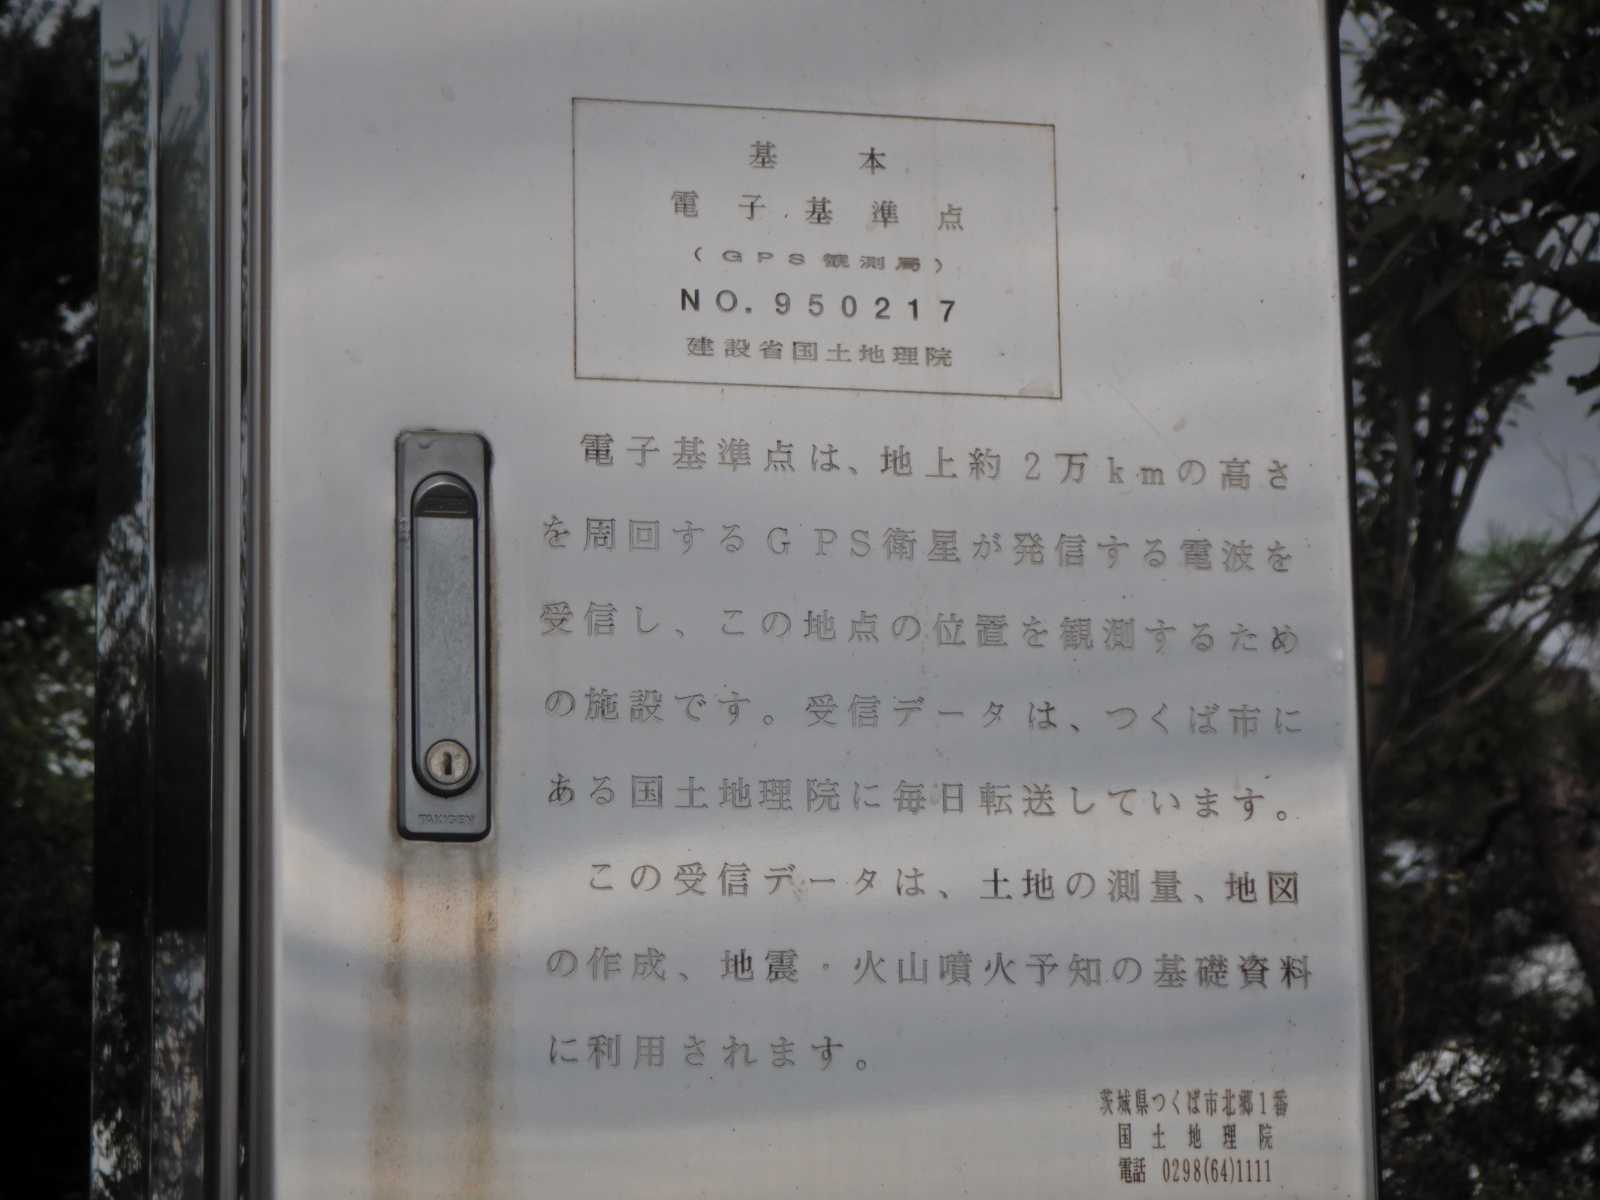 基本
電子基準点
(GPS観測局)
NO.950217
建設省国土地理院
電子基準点は、地上約2万kmの高さ
を周回するGPS衛星が発信する電波を
受信し、この地点の位置を観測するため
の施設です。受信データは、つくば市に
ある国土地理院に毎日転送しています。
この受信データは、土地の測量、地図
の作成、地震・火山噴火予知の基礎資料
に利用されます。
TAKIGEN
茨城県つくば市北郷1番
国土地理院
電話 0298(64)1111